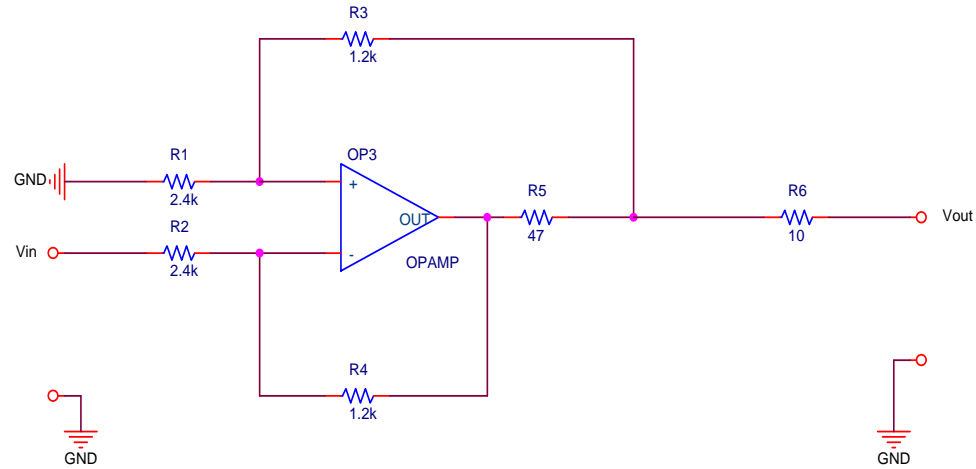 R3
1.2k
R1
OP3
GND
+
2.4k
R2
R5
R6
OUT
Vout
47
10
Vin
-
OPAMP
2.4k
R4
1.2k
GND
GND